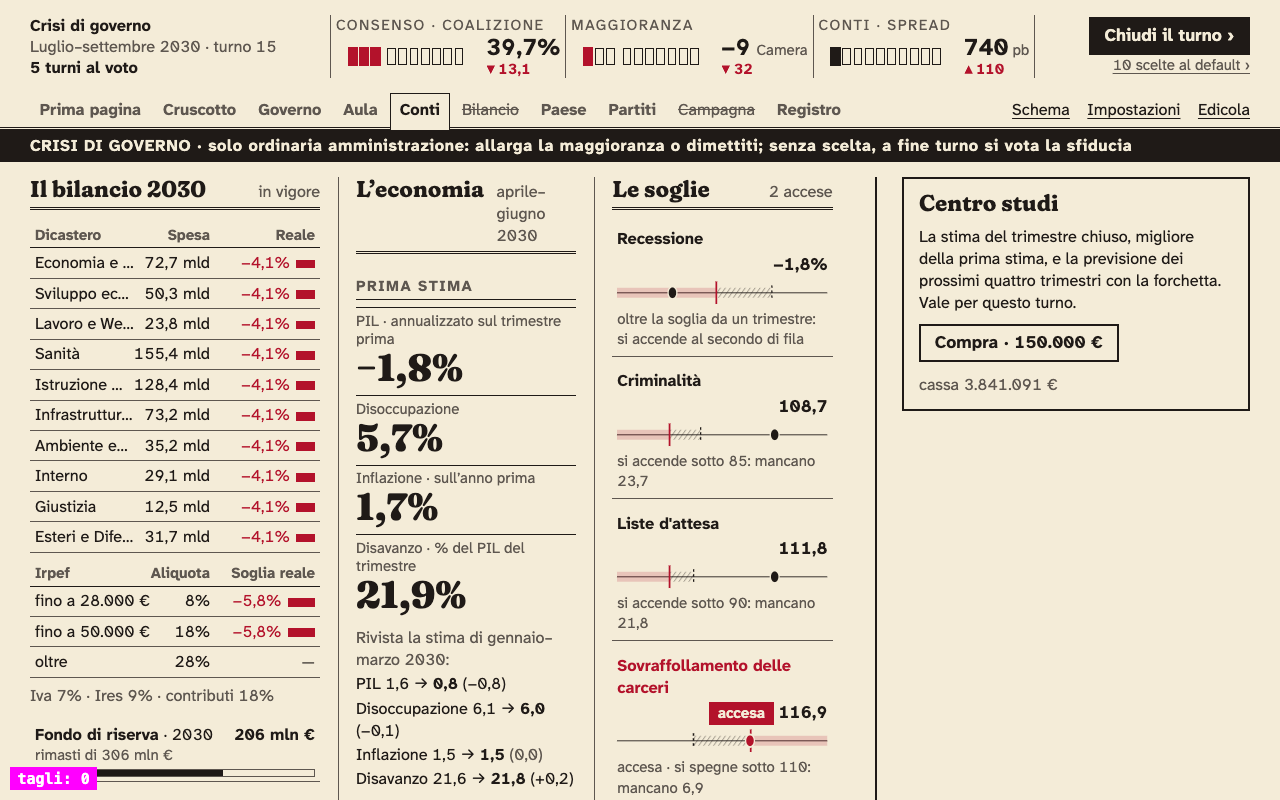 Crisi di governo
Luglio–settembre 2030 · turno 15
5 turni al voto
CONSENSO · COALIZIONE
39,7%
▼ 13,1
MAGGIORANZA
−9 Camera
▼ 32
CONTI · SPREAD
740 pb
▲ 110
Chiudi il turno ›
10 scelte al default ›
Prima pagina Cruscotto Governo Aula Conti Bilancio Paese Partiti Campagna Registro Schema Impostazioni Edicola
CRISI DI GOVERNO · solo ordinaria amministrazione: allarga la maggioranza o dimettiti; senza scelta, a fine turno si vota la sfiducia
Il bilancio 2030 in vigore
Dicastero Spesa Reale
Economia e ... 72,7 mld −4,1%
Sviluppo ec... 50,3 mld −4,1%
Lavoro e We... 23,8 mld −4,1%
Sanità 155,4 mld −4,1%
Istruzione ... 128,4 mld −4,1%
Infrastruttur... 73,2 mld −4,1%
Ambiente e... 35,2 mld −4,1%
Interno 29,1 mld −4,1%
Giustizia 12,5 mld −4,1%
Esteri e Dife... 31,7 mld −4,1%
Irpef Aliquota Soglia reale
fino a 28.000 € 8% −5,8%
fino a 50.000 € 18% −5,8%
oltre 28% —
Iva 7% · Ires 9% · contributi 18%
Fondo di riserva · 2030 206 mln €
rimasti di 306 mln €
tagli: 0
L’economia aprile–
giugno
2030
PRIMA STIMA
PIL · annualizzato sul trimestre
prima
−1,8%
Disoccupazione
5,7%
Inflazione · sull’anno prima
1,7%
Disavanzo · % del PIL del
trimestre
21,9%
Rivista la stima di gennaio–
marzo 2030:
PIL 1,6 → 0,8 (−0,8)
Disoccupazione 6,1 → 6,0
(−0,1)
Inflazione 1,5 → 1,5 (0,0)
Disavanzo 21,6 → 21,8 (+0,2)
Le soglie 2 accese
Recessione
−1,8%
oltre la soglia da un trimestre:
si accende al secondo di fila
Criminalità
108,7
si accende sotto 85: mancano
23,7
Liste d'attesa
111,8
si accende sotto 90: mancano
21,8
Sovraffollamento delle
carceri
accesa 116,9
accesa · si spegne sotto 110:
mancano 6,9
Centro studi
La stima del trimestre chiuso, migliore
della prima stima, e la previsione dei
prossimi quattro trimestri con la forchetta.
Vale per questo turno.
Compra · 150.000 €
cassa 3.841.091 €